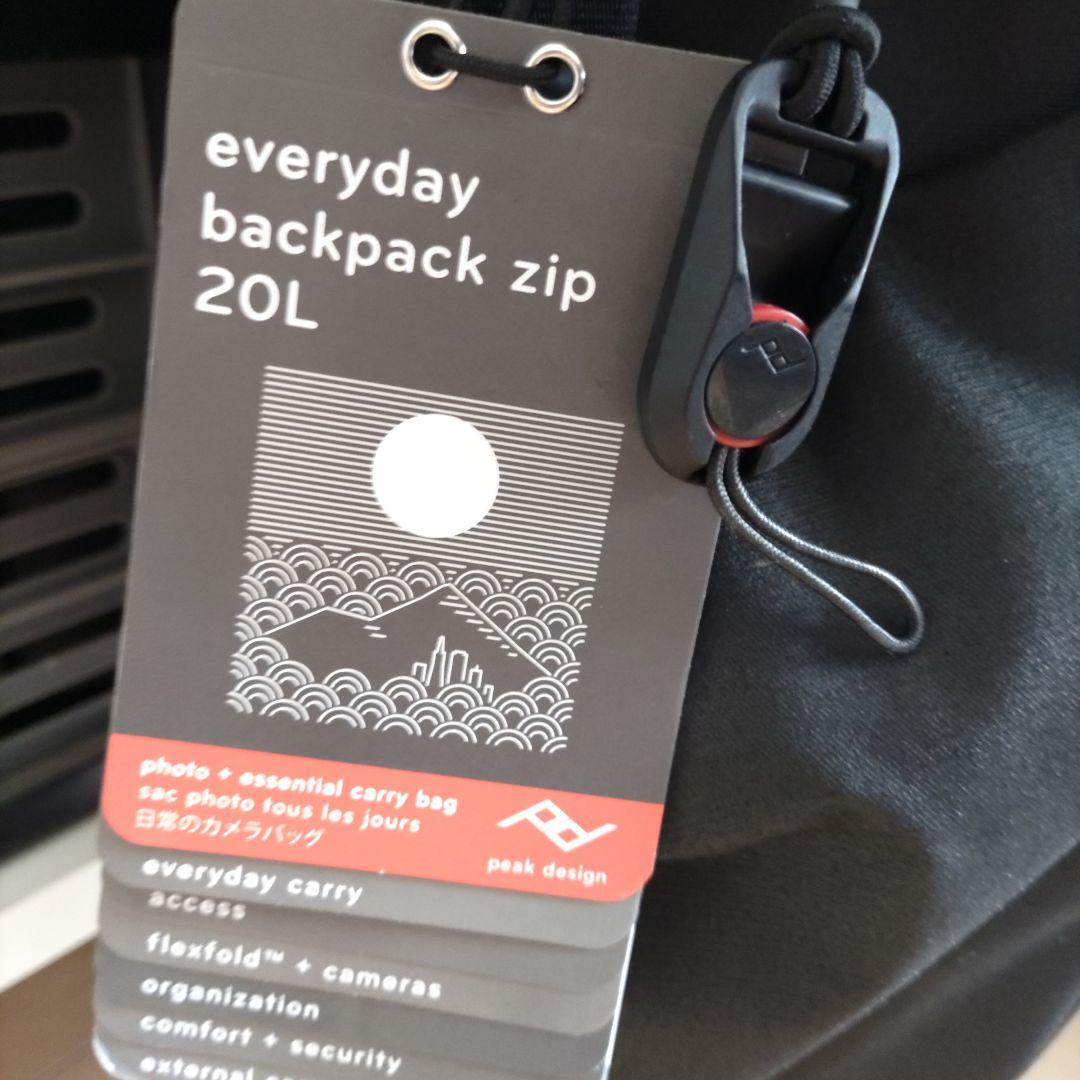 everyday
backpack zip
20L
photo + essential carry bag
sac photo tous les jours
日常のカメラバッグ
peak design
everyday carry
access
flexfold™ + cameras
organization
comfort + security
external